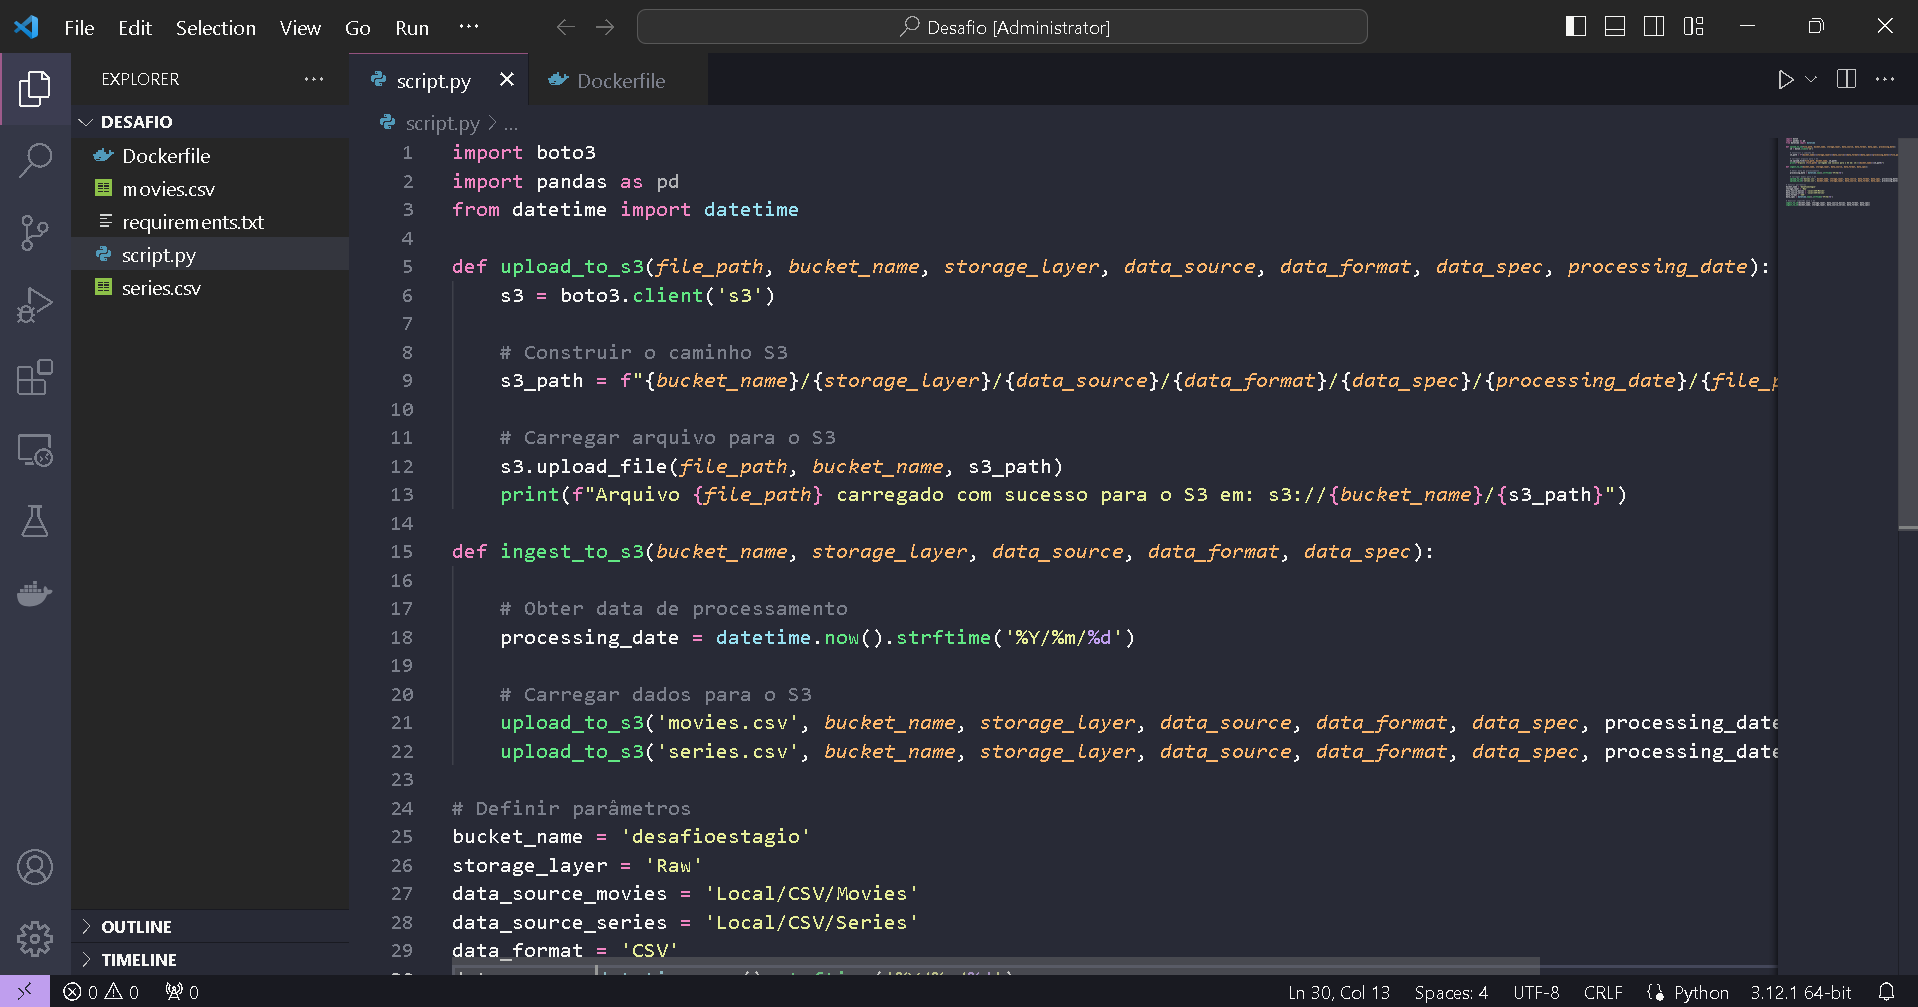 File Edit Selection View Go Run ···
Desafio [Administrator]
EXPLORER ···
DESAFIO
Dockerfile
movies.csv
requirements.txt
script.py
series.csv
OUTLINE
TIMELINE
script.py Dockerfile
script.py > ...
1 import boto3
2 import pandas as pd
3 from datetime import datetime
4
5 def upload_to_s3(file_path, bucket_name, storage_layer, data_source, data_format, data_spec, processing_date):
6 s3 = boto3.client('s3')
7
8 # Construir o caminho S3
9 s3_path = f"{bucket_name}/{storage_layer}/{data_source}/{data_format}/{data_spec}/{processing_date}/{file_p
10
11 # Carregar arquivo para o S3
12 s3.upload_file(file_path, bucket_name, s3_path)
13 print(f"Arquivo {file_path} carregado com sucesso para o S3 em: s3://{bucket_name}/{s3_path}")
14
15 def ingest_to_s3(bucket_name, storage_layer, data_source, data_format, data_spec):
16
17 # Obter data de processamento
18 processing_date = datetime.now().strftime('%Y/%m/%d')
19
20 # Carregar dados para o S3
21 upload_to_s3('movies.csv', bucket_name, storage_layer, data_source, data_format, data_spec, processing_date
22 upload_to_s3('series.csv', bucket_name, storage_layer, data_source, data_format, data_spec, processing_date
23
24 # Definir parâmetros
25 bucket_name = 'desafioestagio'
26 storage_layer = 'Raw'
27 data_source_movies = 'Local/CSV/Movies'
28 data_source_series = 'Local/CSV/Series'
29 data_format = 'CSV'
0 0 0
Ln 30, Col 13 Spaces: 4 UTF-8 CRLF Python 3.12.1 64-bit